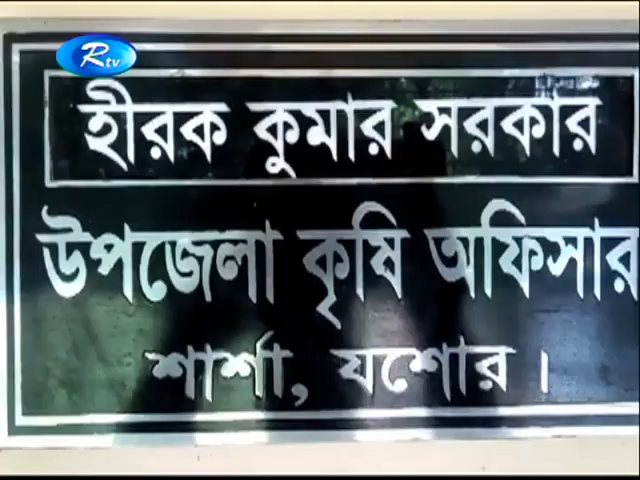 Rtv
হীরক কুমার সরকার
উপজেলা কৃষি অফিসার
শার্শা, যশোর।